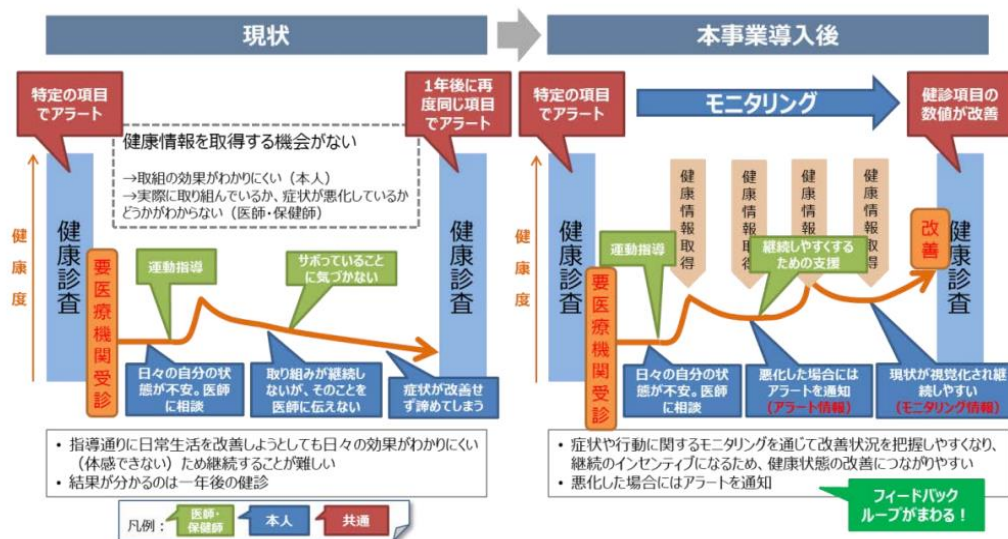 現状
本事業導入後
特定の項目
でアラート
1年後に再
度同じ項目
でアラート
健康情報を取得する機会がない
→取組の効果がわかりにくい（本人）
→実際に取り組んでいるか、症状が悪化しているか
どうかがわからない（医師・保健師）
健康度
健康診査
要医療機関受診
運動指導
サボっていること
に気づかない
健康診査
日々の自分の状
態が不安。医師
に相談
取り組みが継続
しないが、そのことを
医師に伝えない
症状が改善せ
ず諦めてしまう
・指導通りに日常生活を改善しようとしても日々の効果がわかりにくい
（体感できない）ため継続することが難しい
・結果が分かるのは一年後の健診
凡例：
医師・
保健師
本人
共通
特定の項目
でアラート
モニタリング
健診項目の
数値が改善
健康度
健康診査
要医療機関受診
運動指導
健康情報取得
健康情報取得
健康情報取得
健康情報取得
継続しやすくする
ための支援
改善
健康診査
日々の自分の状
態が不安。医師
に相談
悪化した場合には
アラートを通知
（アラート情報）
現状が視覚化され継
続しやすい
（モニタリング情報）
・症状や行動に関するモニタリングを通じて改善状況を把握しやすくなり、
継続のインセンティブになるため、健康状態の改善につながりやすい
・悪化した場合にはアラートを通知
フィードバック
ループがまわる！